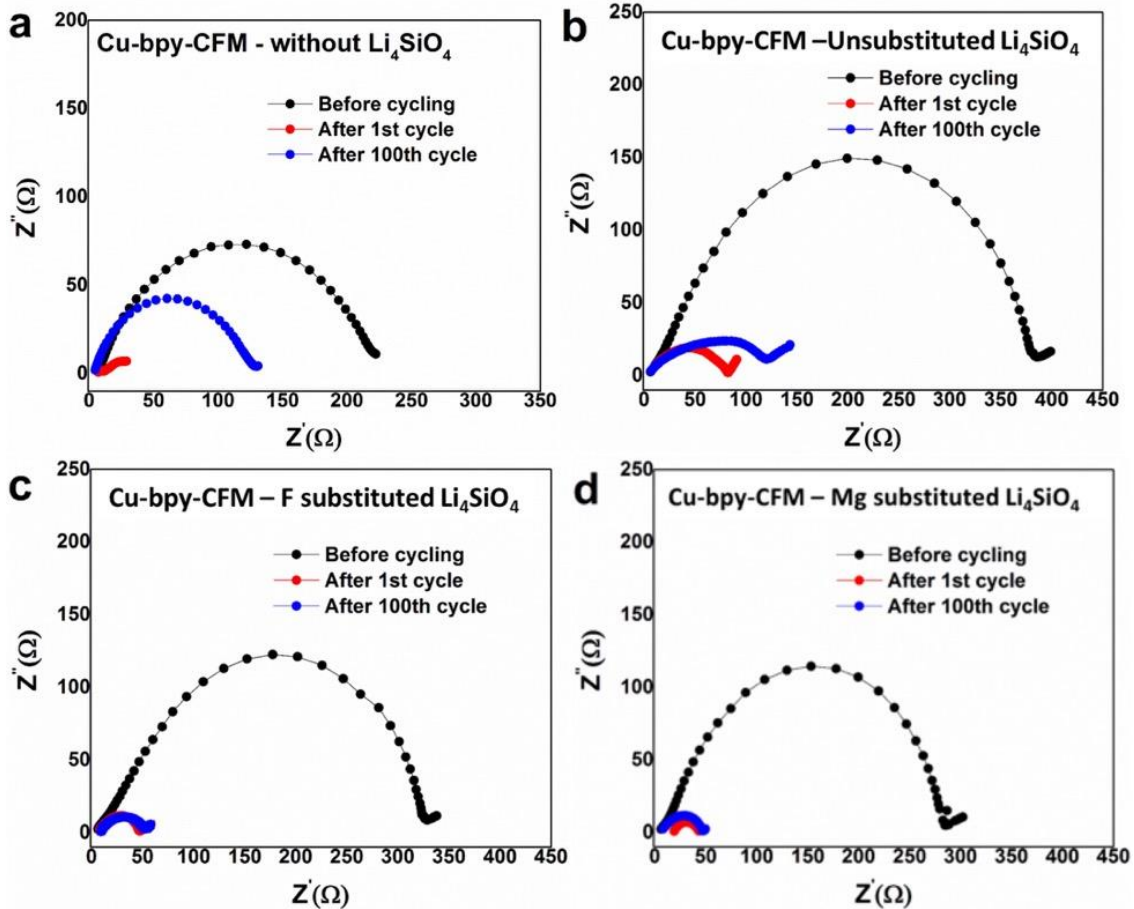 a
Cu-bpy-CFM - without Li₄SiO₄
Before cycling
After 1st cycle
After 100th cycle
200
150
100
50
0
Z"(Ω)
0 50 100 150 200 250 300 350
Z'(Ω)
b
Cu-bpy-CFM –Unsubstituted Li₄SiO₄
Before cycling
After 1st cycle
After 100th cycle
250
200
150
100
50
0
Z"(Ω)
0 50 100 150 200 250 300 350 400 450
Z'(Ω)
c
Cu-bpy-CFM – F substituted Li₄SiO₄
Before cycling
After 1st cycle
After 100th cycle
250
200
150
100
50
0
Z"(Ω)
0 50 100 150 200 250 300 350 400 450
Z'(Ω)
d
Cu-bpy-CFM – Mg substituted Li₄SiO₄
Before cycling
After 1st cycle
After 100th cycle
250
200
150
100
50
0
Z"(Ω)
0 50 100 150 200 250 300 350 400 450
Z'(Ω)